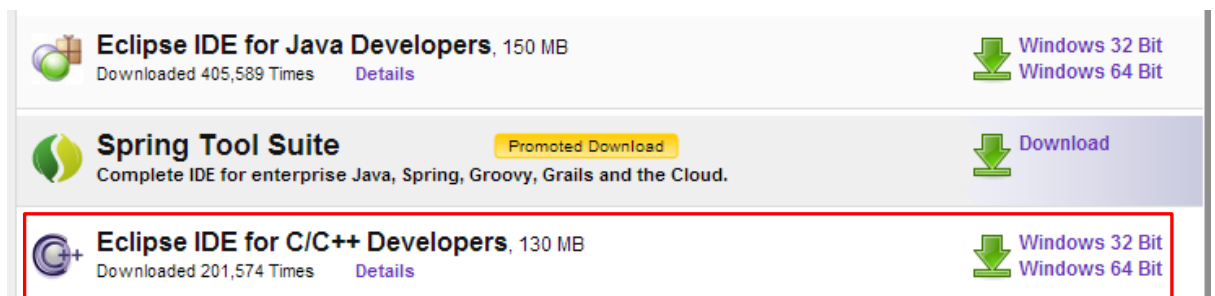 Eclipse IDE for Java Developers, 150 MB
Downloaded 405,589 Times Details
Windows 32 Bit
Windows 64 Bit
Spring Tool Suite Promoted Download
Complete IDE for enterprise Java, Spring, Groovy, Grails and the Cloud.
Download
C++
Eclipse IDE for C/C++ Developers, 130 MB
Downloaded 201,574 Times Details
Windows 32 Bit
Windows 64 Bit